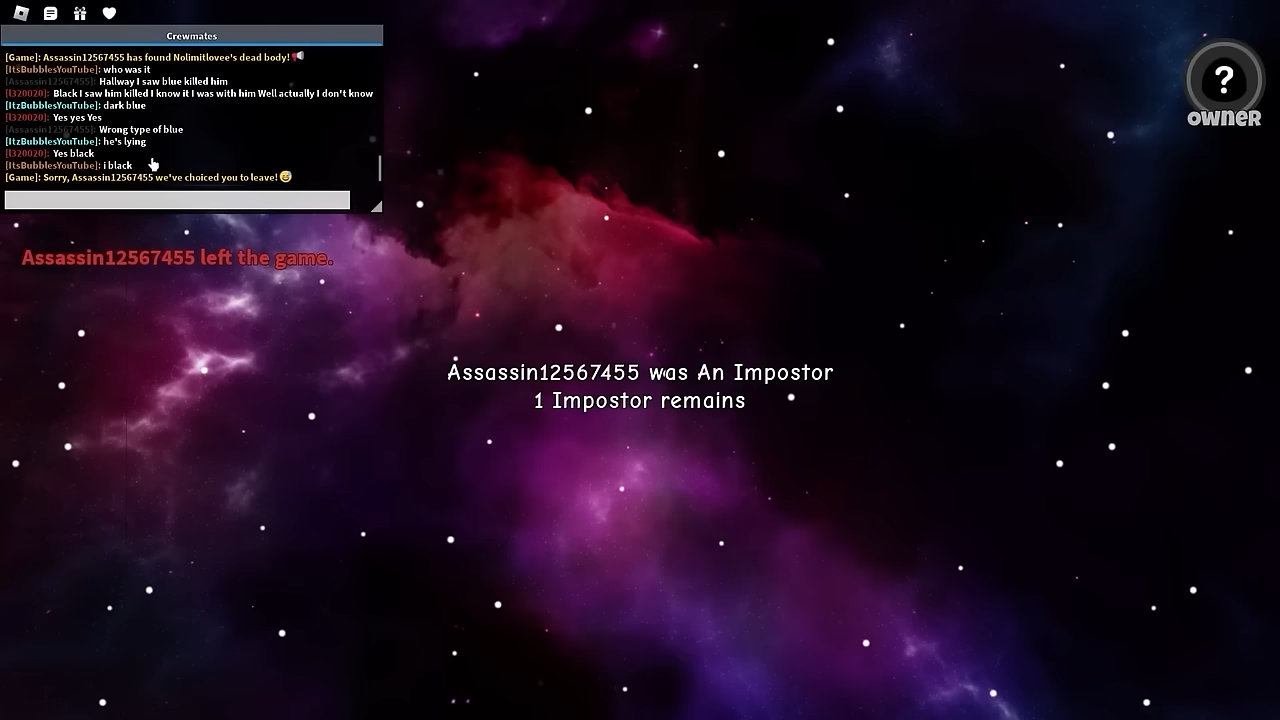 Crewmates
[Game]: Assassin12567455 has found Nolimitlovee's dead body!
[ItsBubblesYouTube]: who was it
[Assassin12567455]: Hallway I saw blue killed him
[l320020]: Black I saw him killed I know it I was with him Well actually I don't know
[ItzBubblesYouTube]: dark blue
[l320020]: Yes yes Yes
[Assassin12567455]: Wrong type of blue
[ItzBubblesYouTube]: he's lying
[l320020]: Yes black
[ItsBubblesYouTube]: i black
[Game]: Sorry, Assassin12567455 we've choiced you to leave!
Assassin12567455 left the game.
?
OWNER
Assassin12567455 was An Impostor
1 Impostor remains